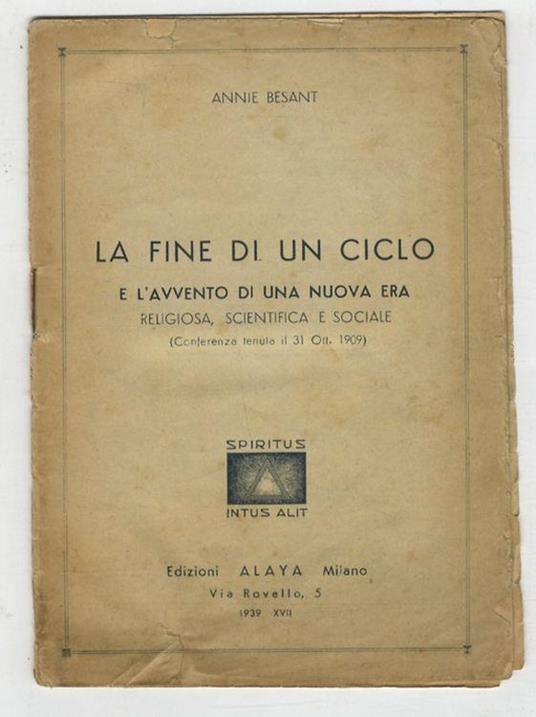 ANNIE BESANT
LA FINE DI UN CICLO
E L'AVVENTO DI UNA NUOVA ERA
RELIGIOSA, SCIENTIFICA E SOCIALE
(Conferenza tenuta il 31 Ott. 1909)
SPIRITUS
INTUS ALIT
Edizioni ALAYA Milano
Via Rovello, 5
1939 XVII